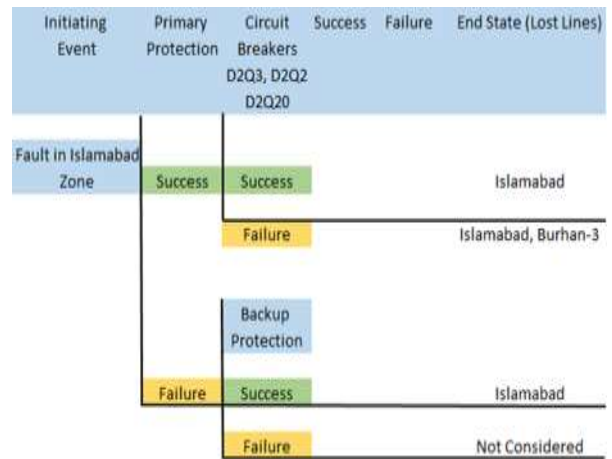 Initiating Primary Circuit Success Failure End State (Lost Lines)
Event Protection Breakers
D2Q3, D2Q2
D2Q20
Fault in Islamabad
Zone Success Success Islamabad
Failure Islamabad, Burhan-3
Backup
Protection
Failure Success Islamabad
Failure Not Considered